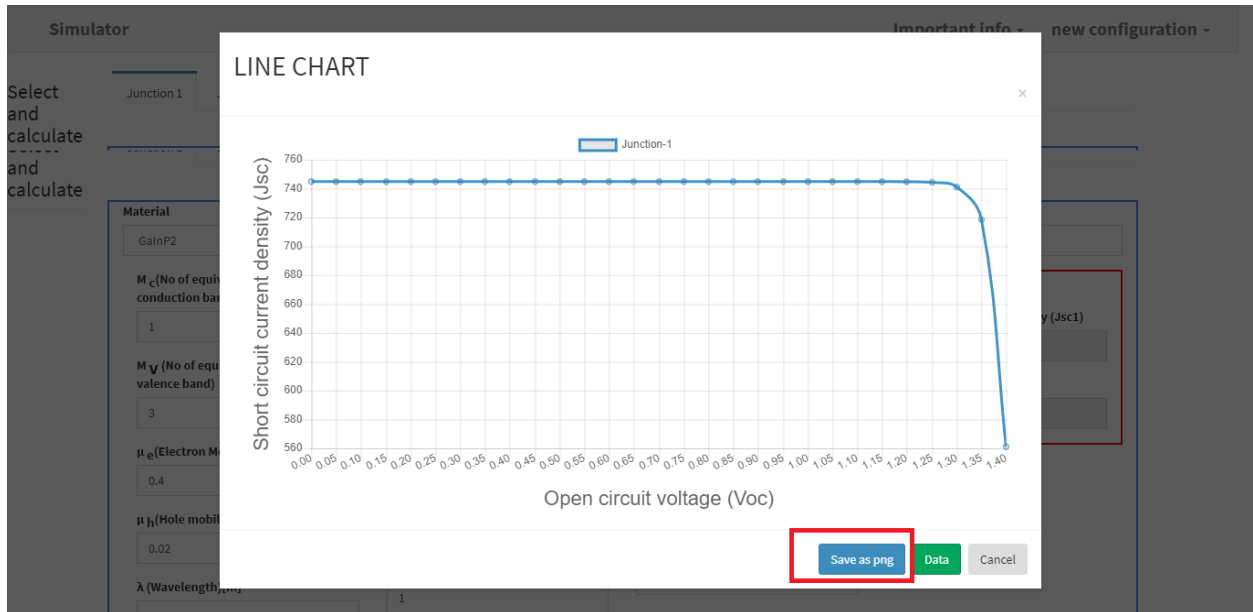 Simulator
Important info
new configuration
Select
and
calculate
and
calculate
Junction 1
LINE CHART
×
Junction-1
Short circuit current density (Jsc)
760
740
720
700
680
660
640
620
600
580
560
0.00 0.05 0.10 0.15 0.20 0.25 0.30 0.35 0.40 0.45 0.50 0.55 0.60 0.65 0.70 0.75 0.80 0.85 0.90 0.95 1.00 1.05 1.10 1.15 1.20 1.25 1.30 1.35 1.40
Open circuit voltage (Voc)
Save as png
Data
Cancel
Material
GaInP2
M c(No of
conduction
1
M V (No of
valence band)
3
μ e(Electron
0.4
μ h(Hole
0.02
λ (Wavelength)
1
(Jsc1)